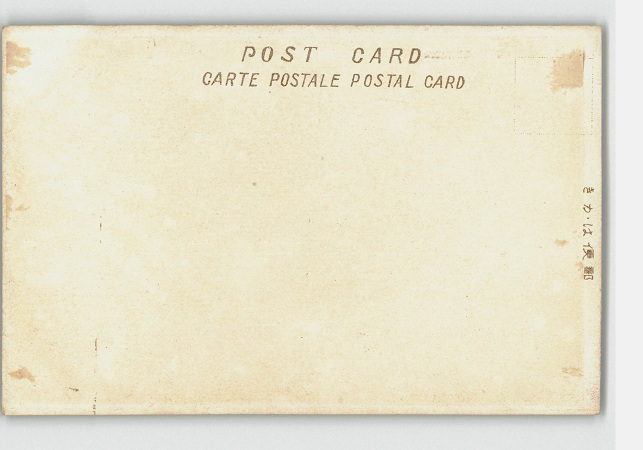 POST CARD
CARTE POSTALE POSTAL CARD
きかは便郵